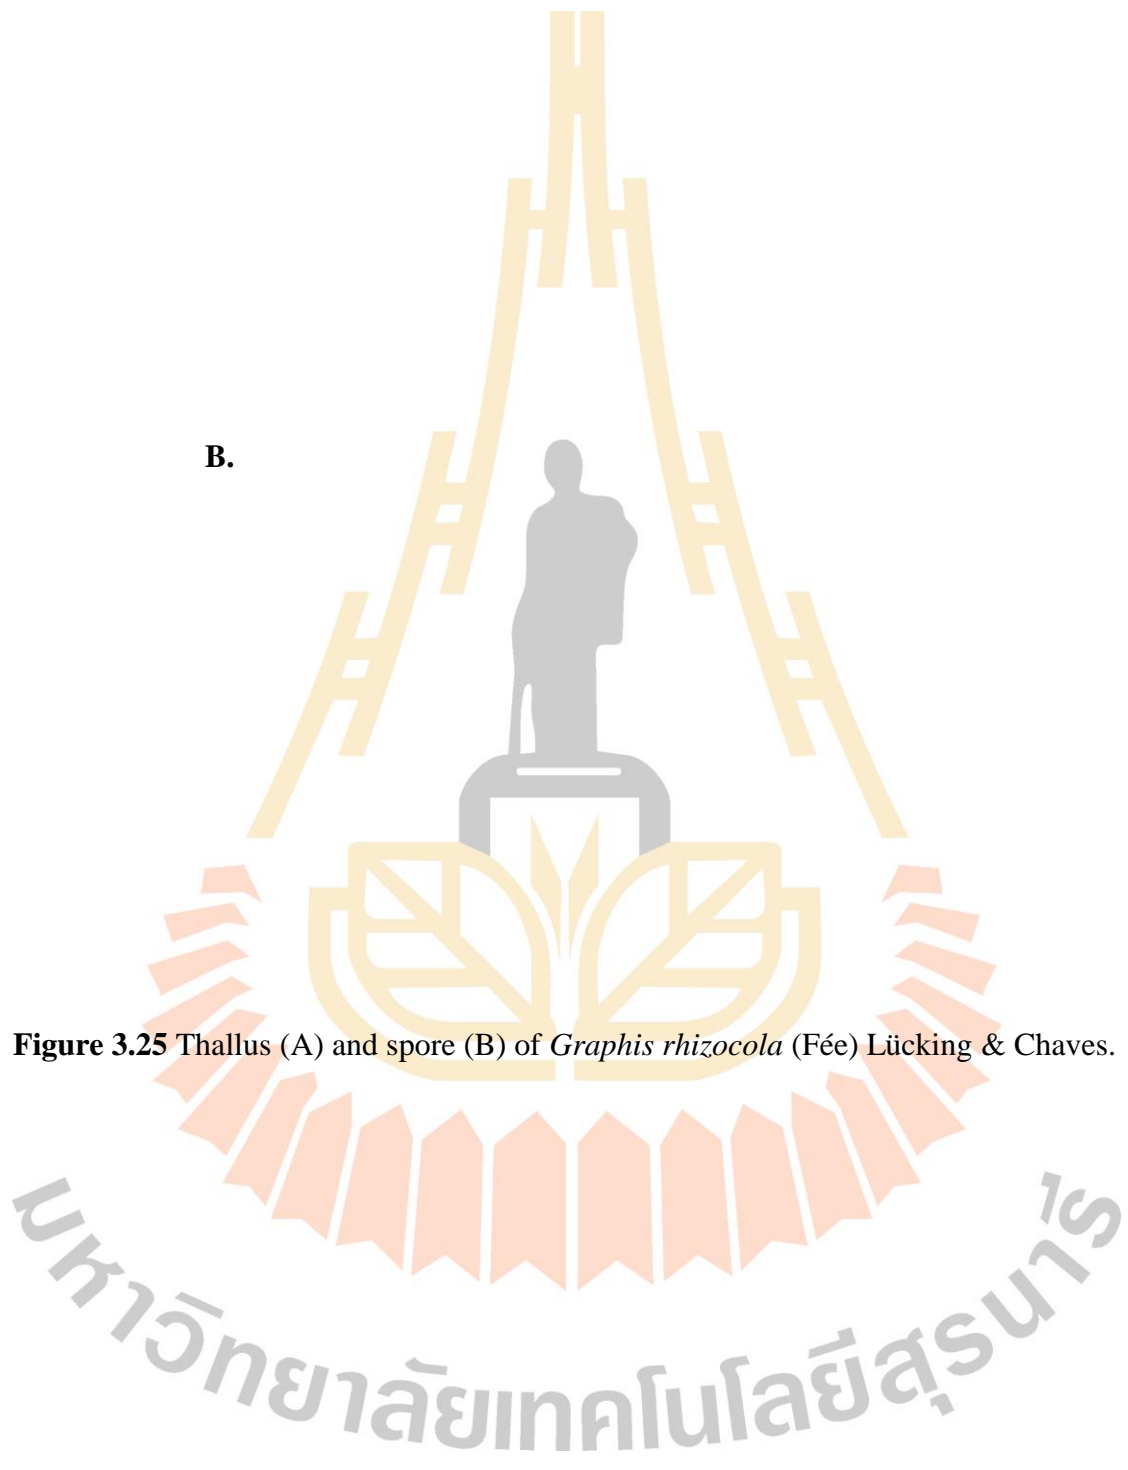 B.
Figure 3.25 Thallus (A) and spore (B) of Graphis rhizocola (Fée) Lücking & Chaves.
มหาวิทยาลัยเทคโนโลยีสุรนารี